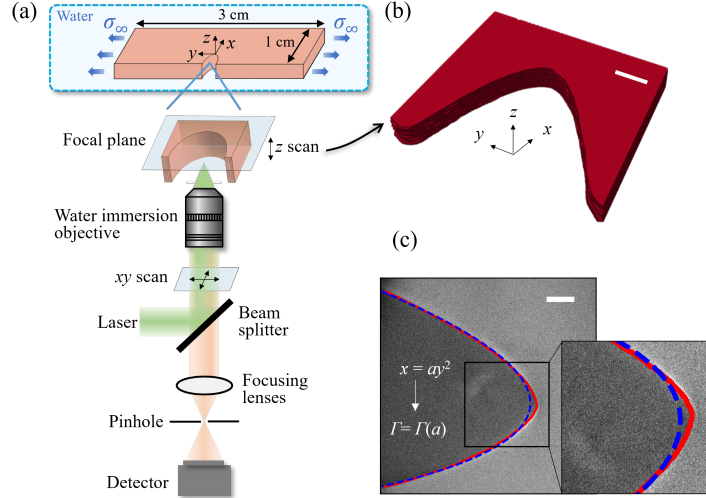 (a)
Water
3 cm
1 cm
σ∞
σ∞
z
x
y
Focal plane
z scan
Water immersion
objective
xy scan
Laser
Beam
splitter
Focusing
lenses
Pinhole
Detector
(b)
z
y
x
(c)
x = ay²
Γ = Γ(a)